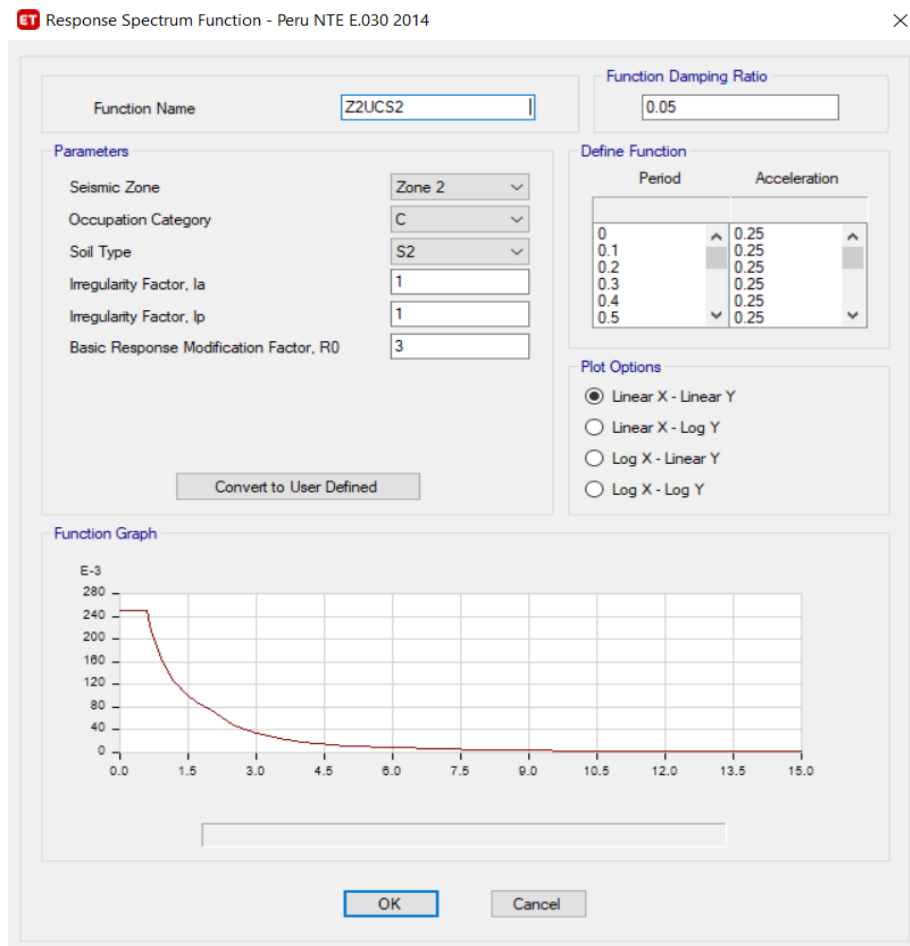 ET Response Spectrum Function - Peru NTE E.030 2014
Function Name
Z2UCS2
Function Damping Ratio
0.05
Parameters
Seismic Zone
Zone 2
Occupation Category
C
Soil Type
S2
Irregularity Factor, Ia
1
Irregularity Factor, Ip
1
Basic Response Modification Factor, R0
3
Convert to User Defined
Define Function
Period Acceleration
0 0.25
0.1 0.25
0.2 0.25
0.3 0.25
0.4 0.25
0.5 0.25
Plot Options
Linear X - Linear Y
Linear X - Log Y
Log X - Linear Y
Log X - Log Y
Function Graph
E-3
280
240
200
160
120
80
40
0
0.0 1.5 3.0 4.5 6.0 7.5 9.0 10.5 12.0 13.5 15.0
OK Cancel